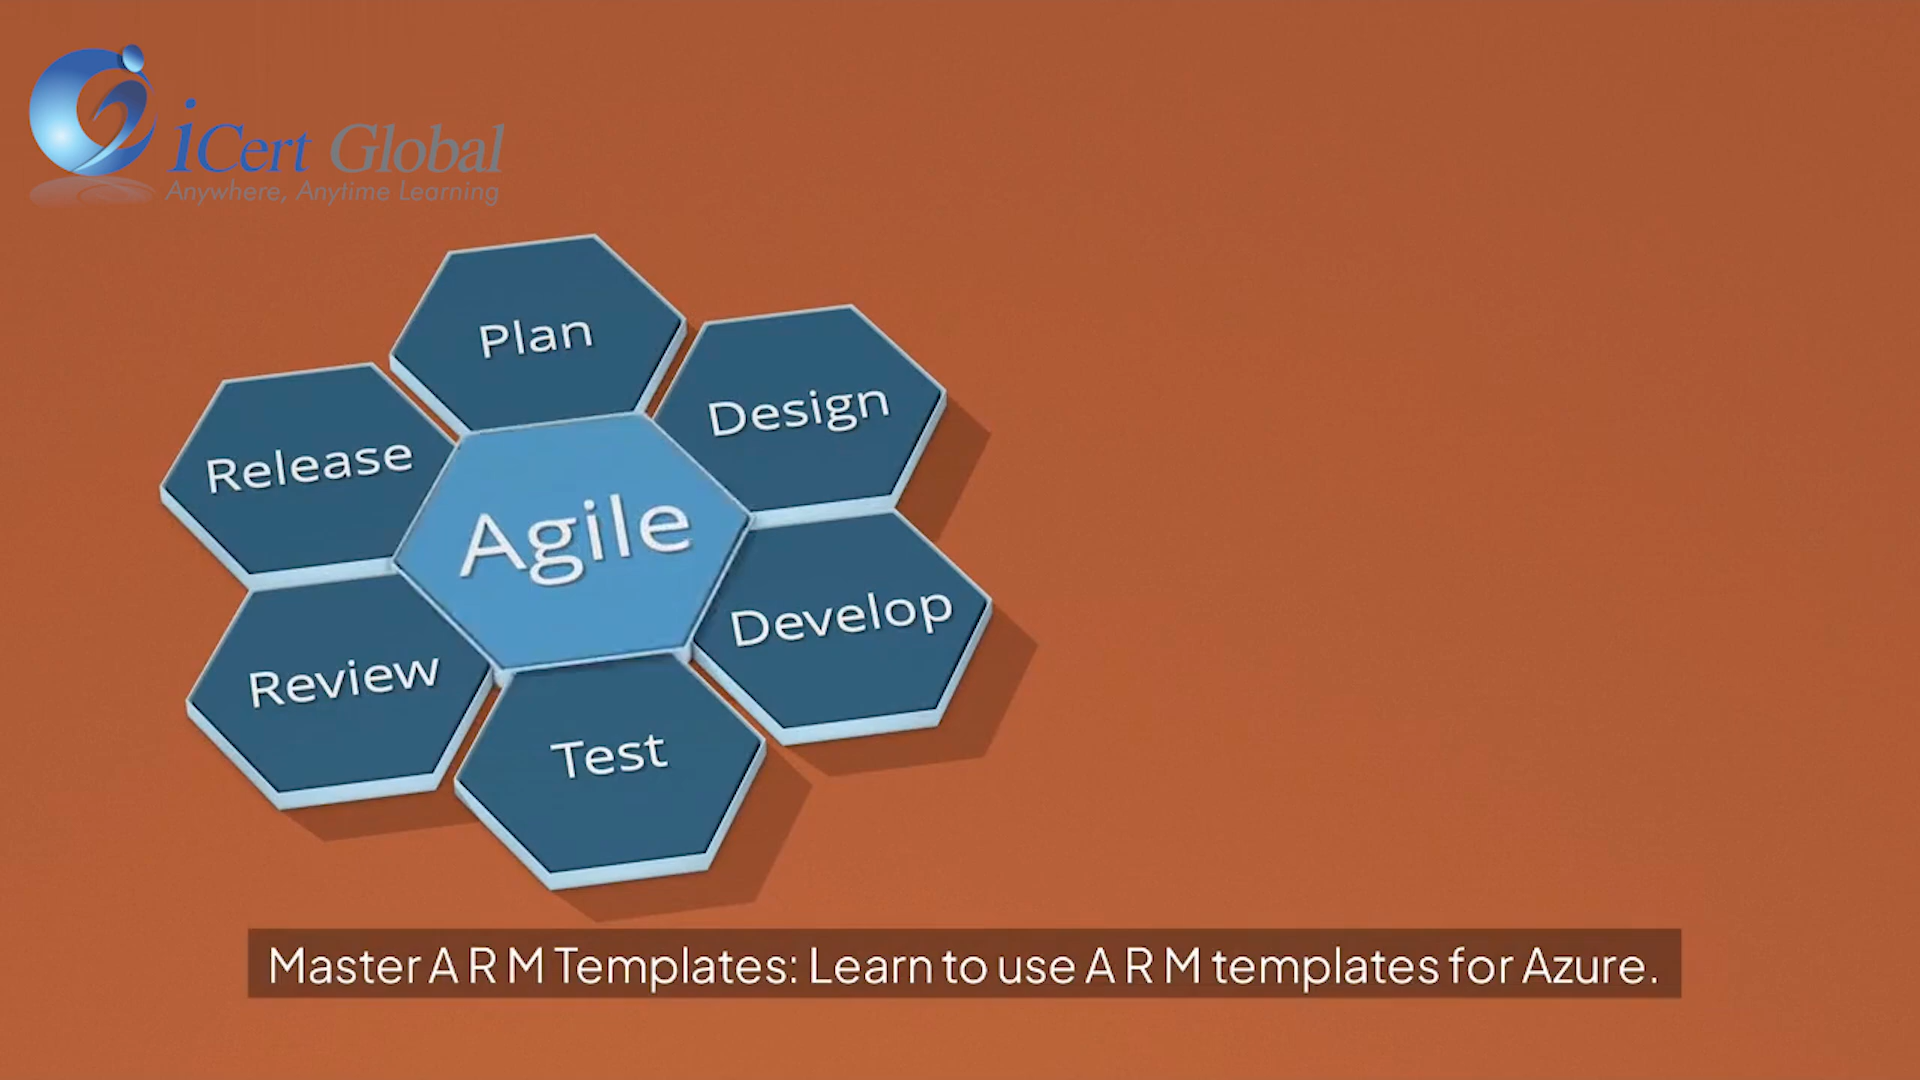 iCert Global
Anywhere, Anytime Learning
Plan
Design
Release
Agile
Develop
Review
Test
Master A R M Templates: Learn to use A R M templates for Azure.